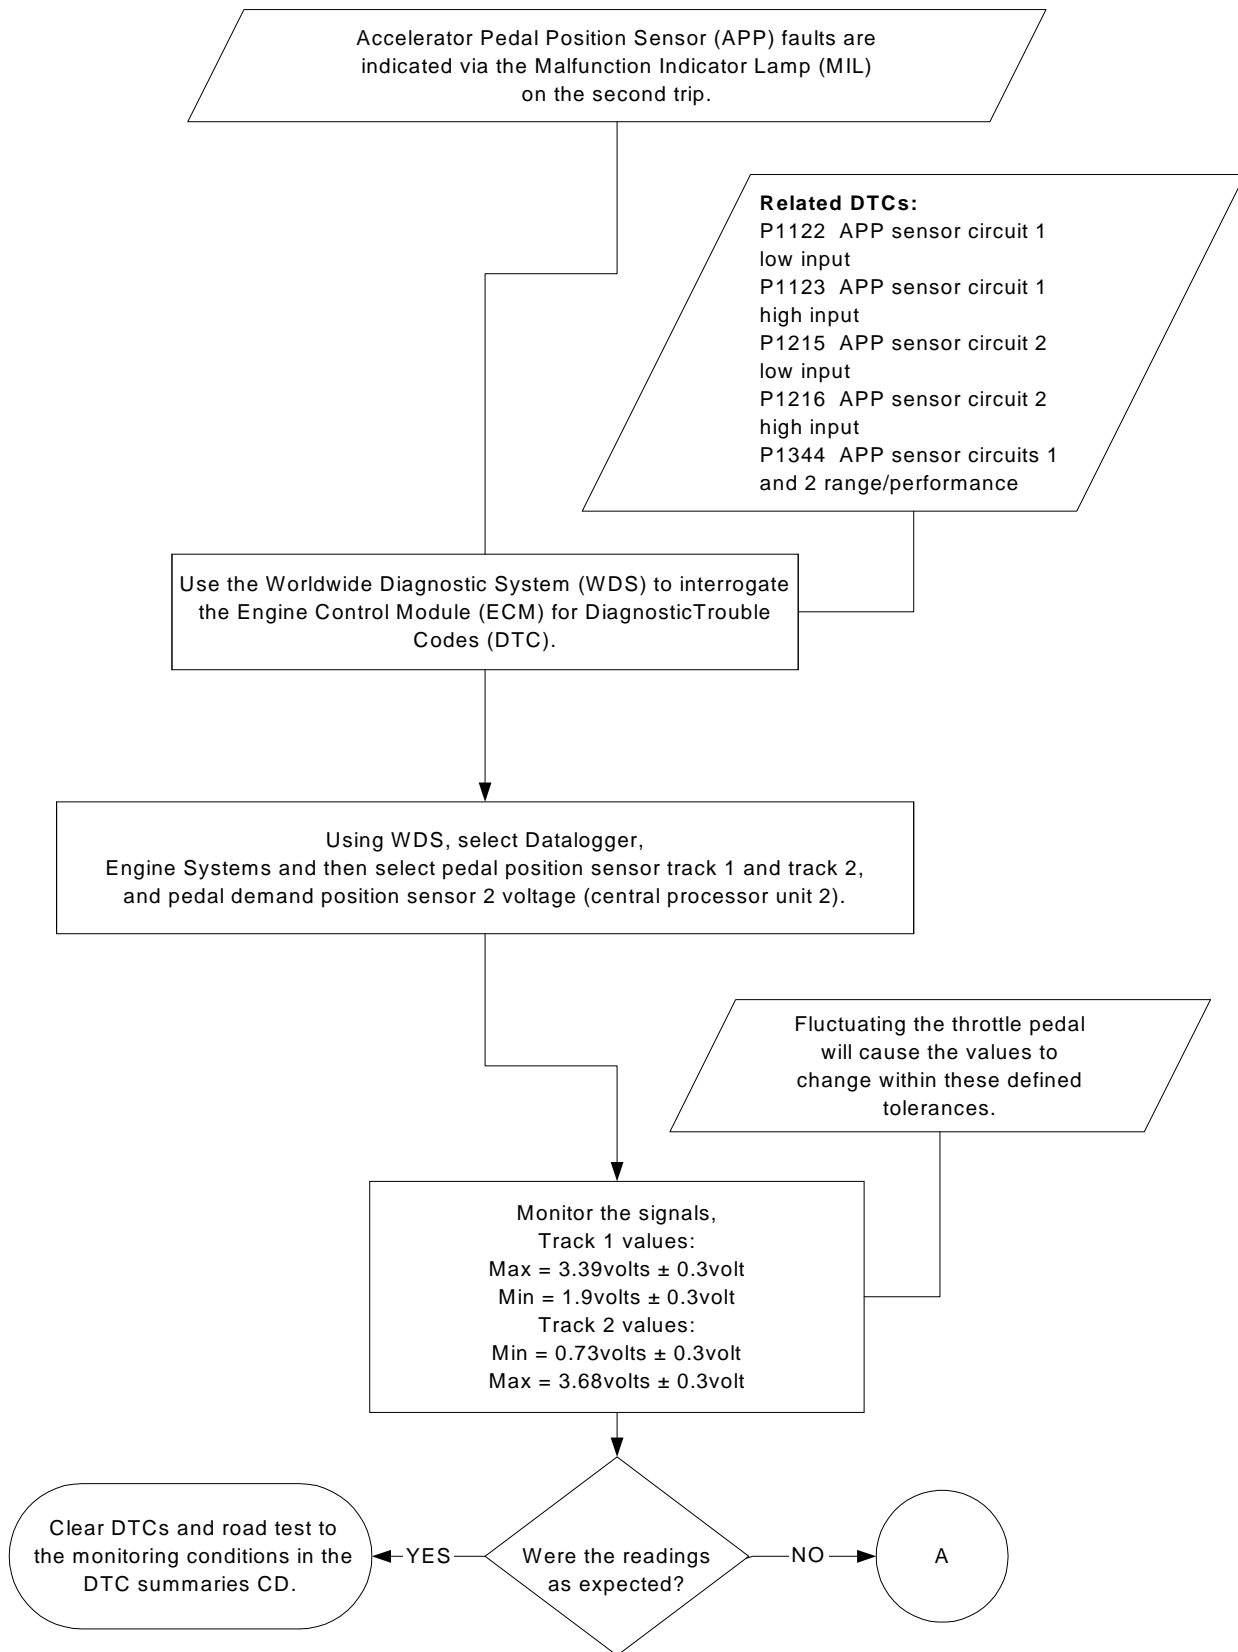 Accelerator Pedal Position Sensor (APP) faults are
indicated via the Malfunction Indicator Lamp (MIL)
on the second trip.
Related DTCs:
P1122  APP sensor circuit 1
low input
P1123  APP sensor circuit 1
high input
P1215  APP sensor circuit 2
low input
P1216  APP sensor circuit 2
high input
P1344  APP sensor circuits 1
and 2 range/performance
Use the Worldwide Diagnostic System (WDS) to interrogate
the Engine Control Module (ECM) for DiagnosticTrouble
Codes (DTC).
Using WDS, select Datalogger,
Engine Systems and then select pedal position sensor track 1 and track 2,
and pedal demand position sensor 2 voltage (central processor unit 2).
Fluctuating the throttle pedal
will cause the values to
change within these defined
tolerances.
Monitor the signals,
Track 1 values:
Max = 3.39volts ± 0.3volt
Min = 1.9volts ± 0.3volt
Track 2 values:
Min = 0.73volts ± 0.3volt
Max = 3.68volts ± 0.3volt
Clear DTCs and road test to
the monitoring conditions in the
DTC summaries CD.
YES
Were the readings
as expected?
NO
A